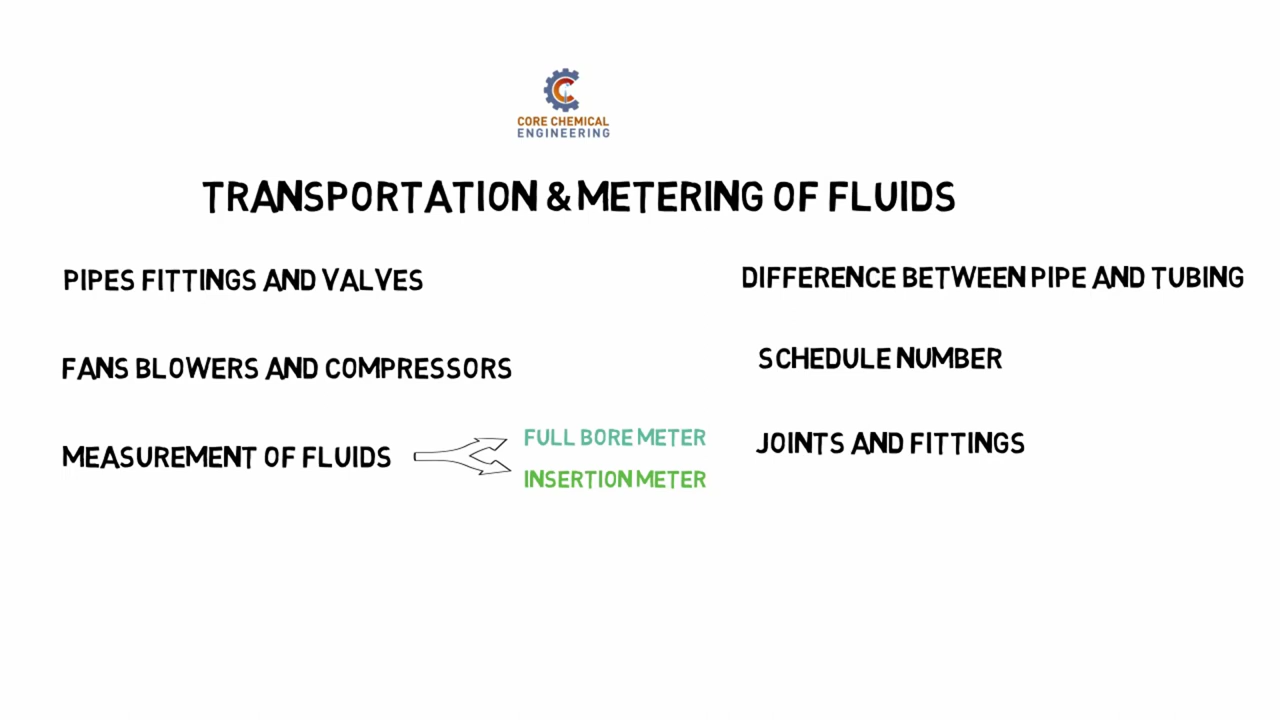 CORE CHEMICAL
ENGINEERING
TRANSPORTATION & METERING OF FLUIDS
PIPES FITTINGS AND VALVES
FANS BLOWERS AND COMPRESSORS
MEASUREMENT OF FLUIDS
FULL BORE METER
INSERTION METER
DIFFERENCE BETWEEN PIPE AND TUBING
SCHEDULE NUMBER
JOINTS AND FITTINGS